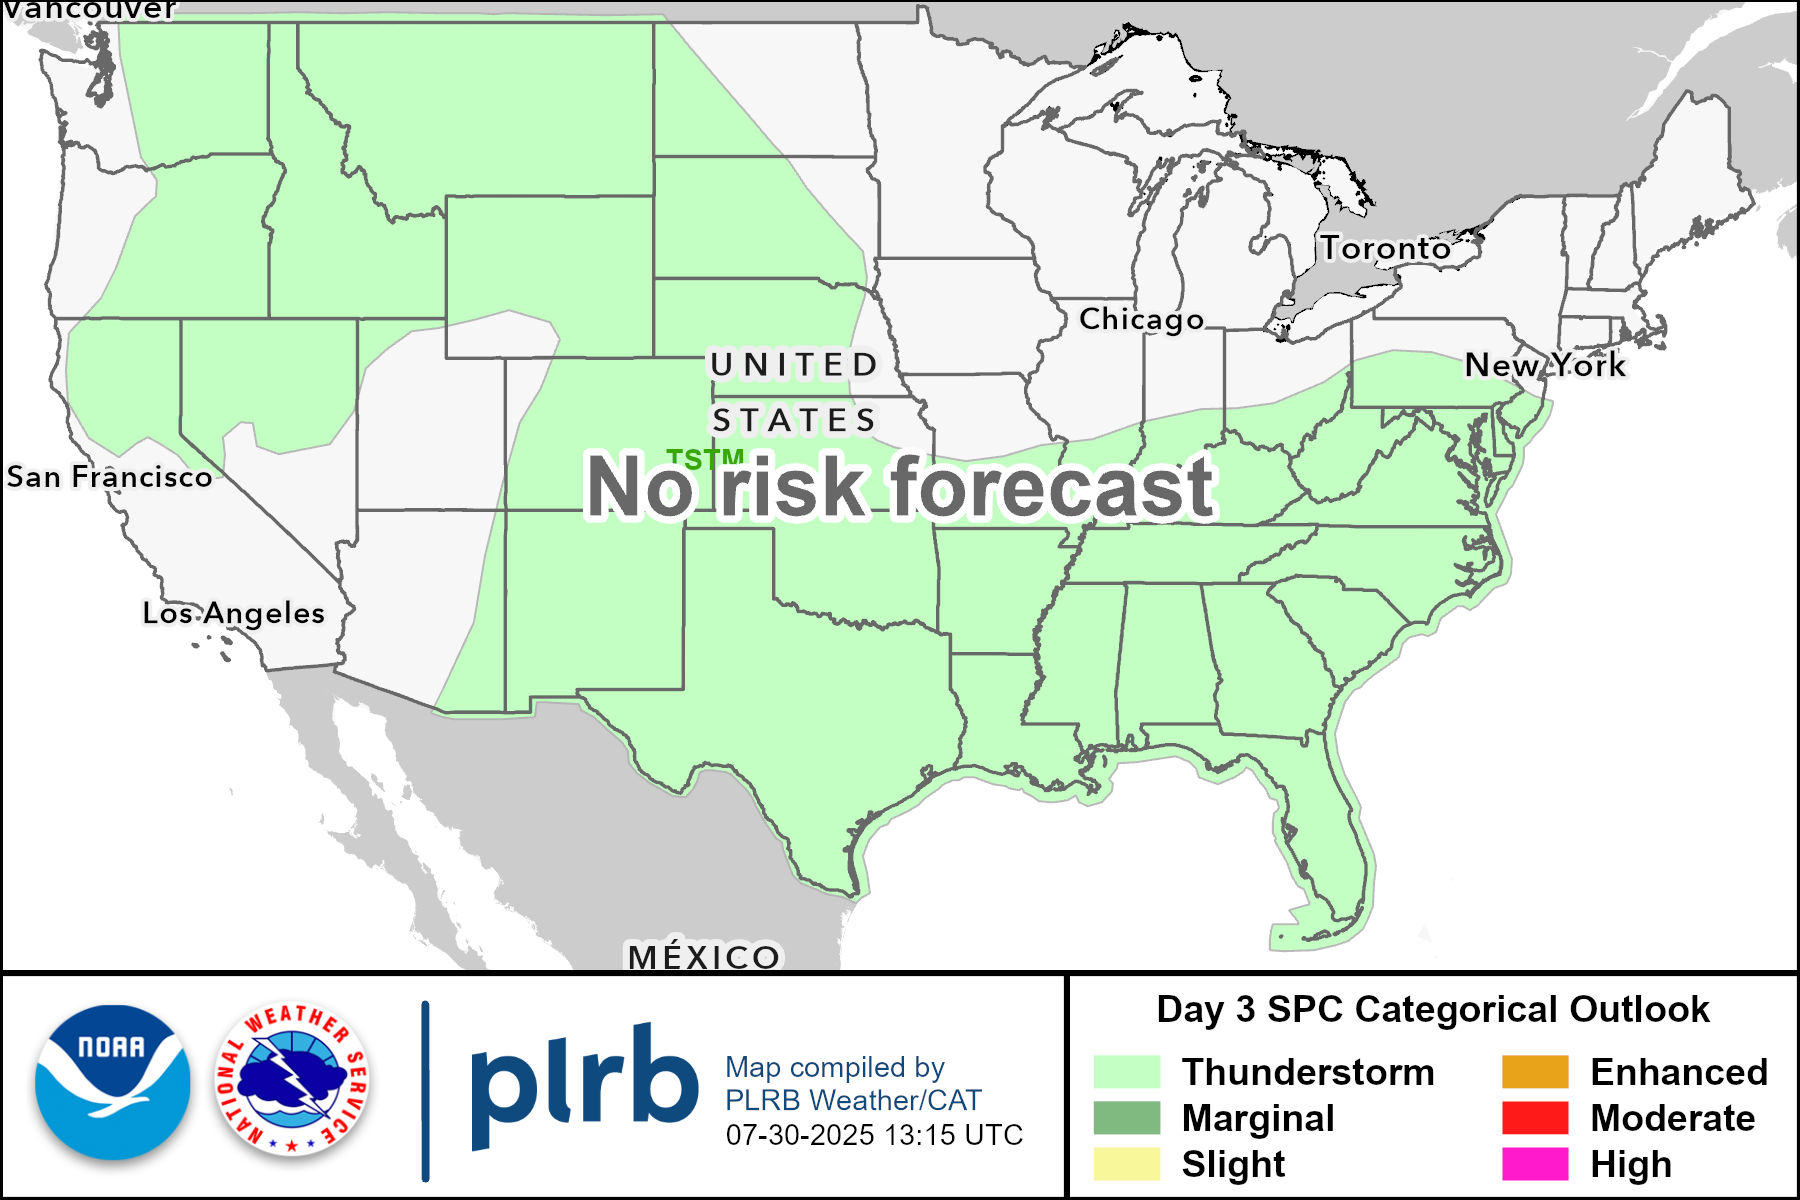 Vancouver
Toronto
Chicago
New York
UNITED
STATES
TSTM
No risk forecast
San Francisco
Los Angeles
MÉXICO
NOAA
NATIONAL WEATHER SERVICE
plrb
Map compiled by
PLRB Weather/CAT
07-30-2025 13:15 UTC
Day 3 SPC Categorical Outlook
Thunderstorm
Marginal
Slight
Enhanced
Moderate
High